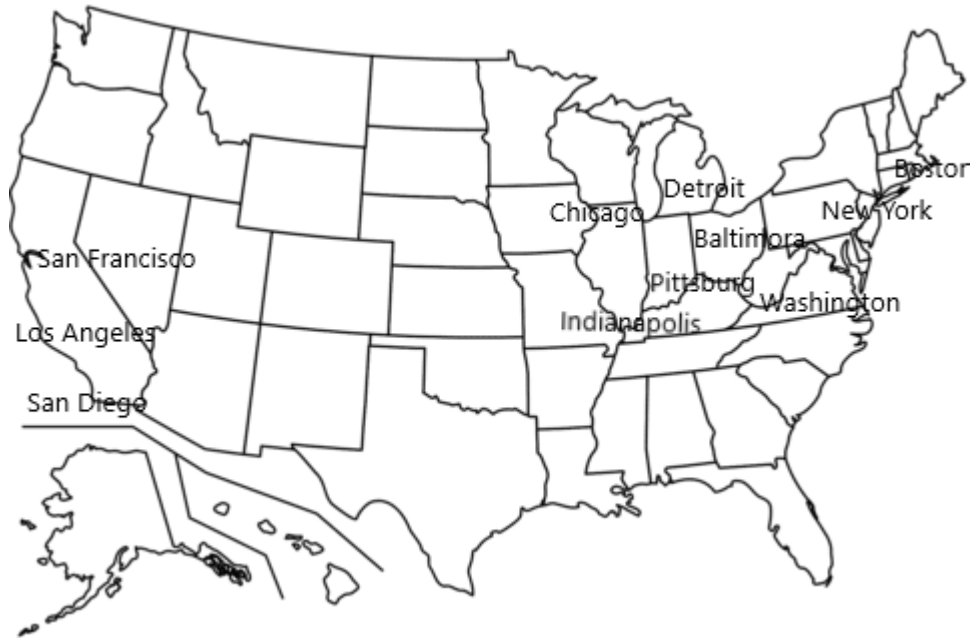 Boston
Detroit
Chicago
New York
Baltimora
San Francisco
Pittsburg
Washington
Indianapolis
Los Angeles
San Diego